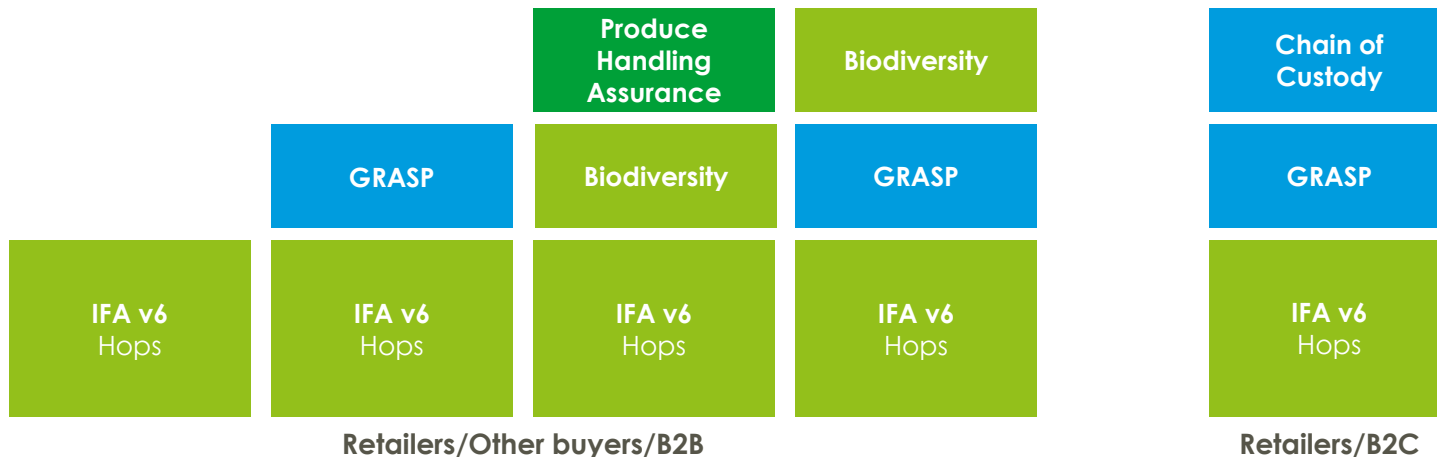 Produce
Handling
Assurance
Biodiversity
Chain of
Custody
GRASP
Biodiversity
GRASP
GRASP
IFA v6
Hops
IFA v6
Hops
IFA v6
Hops
IFA v6
Hops
IFA v6
Hops
Retailers/Other buyers/B2B
Retailers/B2C